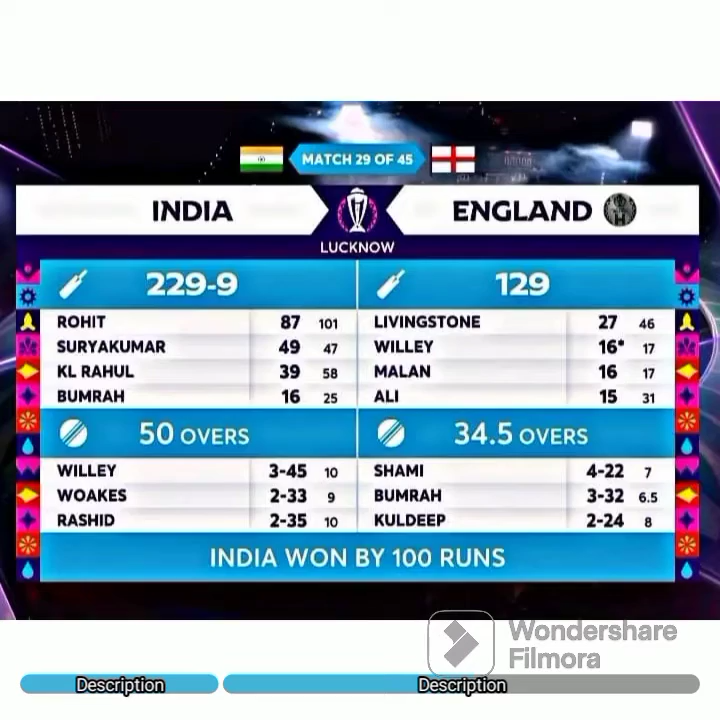 MATCH 29 OF 45
INDIA ENGLAND
LUCKNOW
229-9 129
ROHIT 87 101 LIVINGSTONE 27 46
SURYAKUMAR 49 47 WILLEY 16* 17
KL RAHUL 39 58 MALAN 16 17
BUMRAH 16 25 ALI 15 31
50 OVERS 34.5 OVERS
WILLEY 3-45 10 SHAMI 4-22 7
WOAKES 2-33 9 BUMRAH 3-32 6.5
RASHID 2-35 10 KULDEEP 2-24 8
INDIA WON BY 100 RUNS
Wondershare
Filmora
Description Description